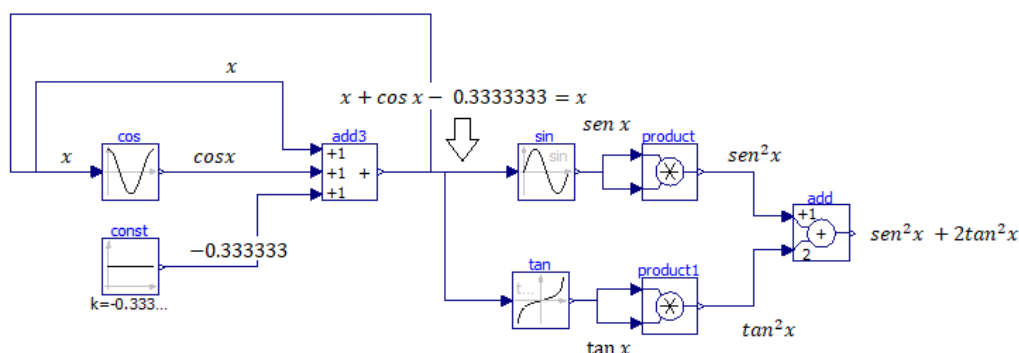 x
x + cos x − 0.3333333 = x
cos
add3
sin
sen x
product
x
cosx
+1
+1
+
+1
sin
sen²x
add
const
−0.333333
+1
+
2
sen²x + 2tan²x
tan
product1
t...
k=-0.333...
tan x
tan²x